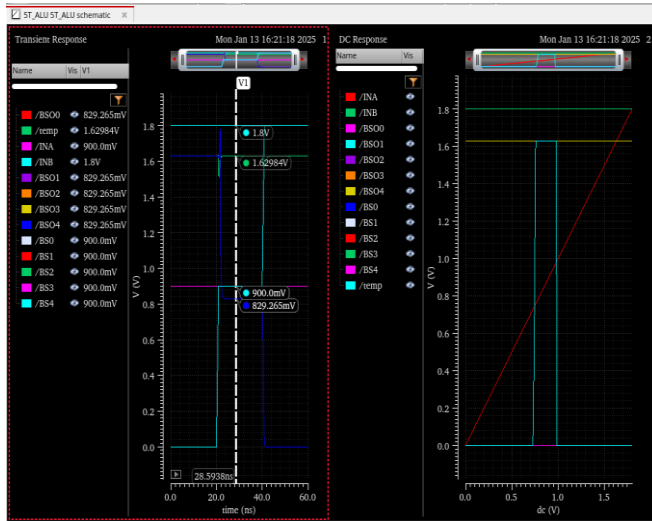 5T_ALU 5T_ALU schematic
Transient Response
Mon Jan 13 16:21:18 2025 1
Name Vis V1
/BSO0 829.265mV
/temp 1.62984V
/INA 900.0mV
/INB 1.8V
/BSO1 829.265mV
/BSO2 829.265mV
/BSO3 829.265mV
/BSO4 829.265mV
/BS0 900.0mV
/BS1 900.0mV
/BS2 900.0mV
/BS3 900.0mV
/BS4 900.0mV
V1
1.8V
1.62984V
900.0mV
829.265mV
V (V)
1.8
1.6
1.4
1.2
1.0
0.8
0.6
0.4
0.2
0.0
28.5938ns
0.0 20.0 40.0 60.0
time (ns)
DC Response
Mon Jan 13 16:21:18 2025 2
Name Vis
/INA
/INB
/BSO0
/BSO1
/BSO2
/BSO3
/BSO4
/BS0
/BS1
/BS2
/BS3
/BS4
/temp
V (V)
1.8
1.6
1.4
1.2
1.0
0.8
0.6
0.4
0.2
0.0
0.0 0.5 1.0 1.5
dc (V)